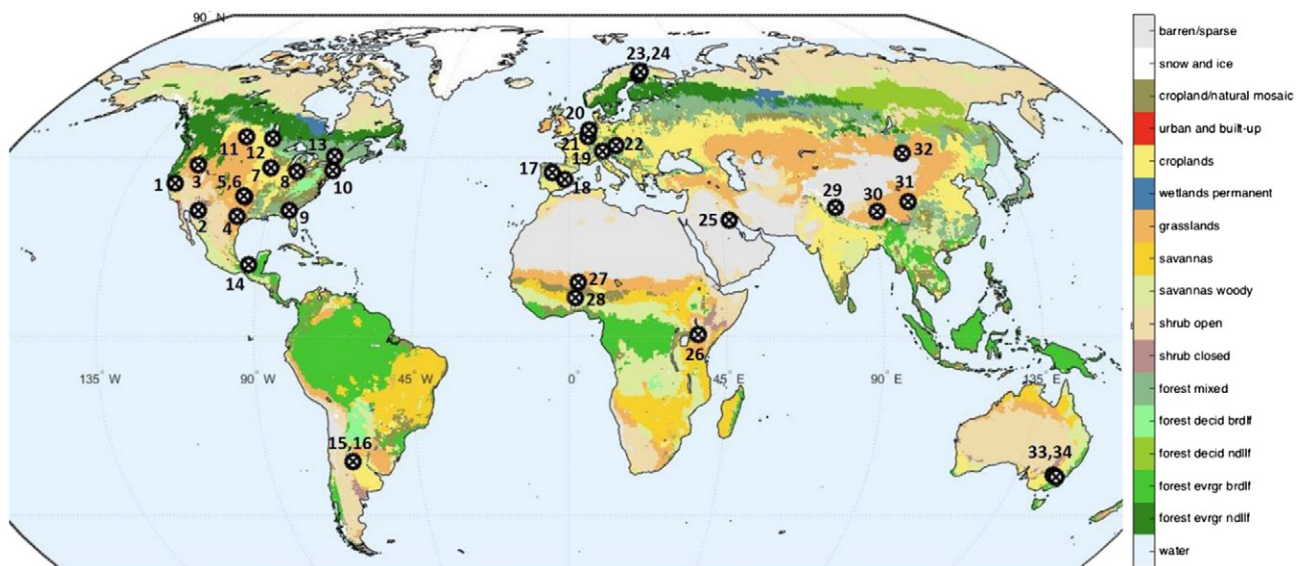 90 N
23,24
20
21
19
22
17
18
13
11
12
1
3
5,6
7
8
10
2
4
9
14
32
31
30
29
25
27
28
26
135 W
90 W
45 W
0
45 E
90 E
135 E
15,16
33,34
barren/sparse
snow and ice
cropland/natural mosaic
urban and built-up
croplands
wetlands permanent
grasslands
savannas
savannas woody
shrub open
shrub closed
forest mixed
forest decid brdlf
forest decid ndllf
forest evrgr brdlf
forest evrgr ndllf
water